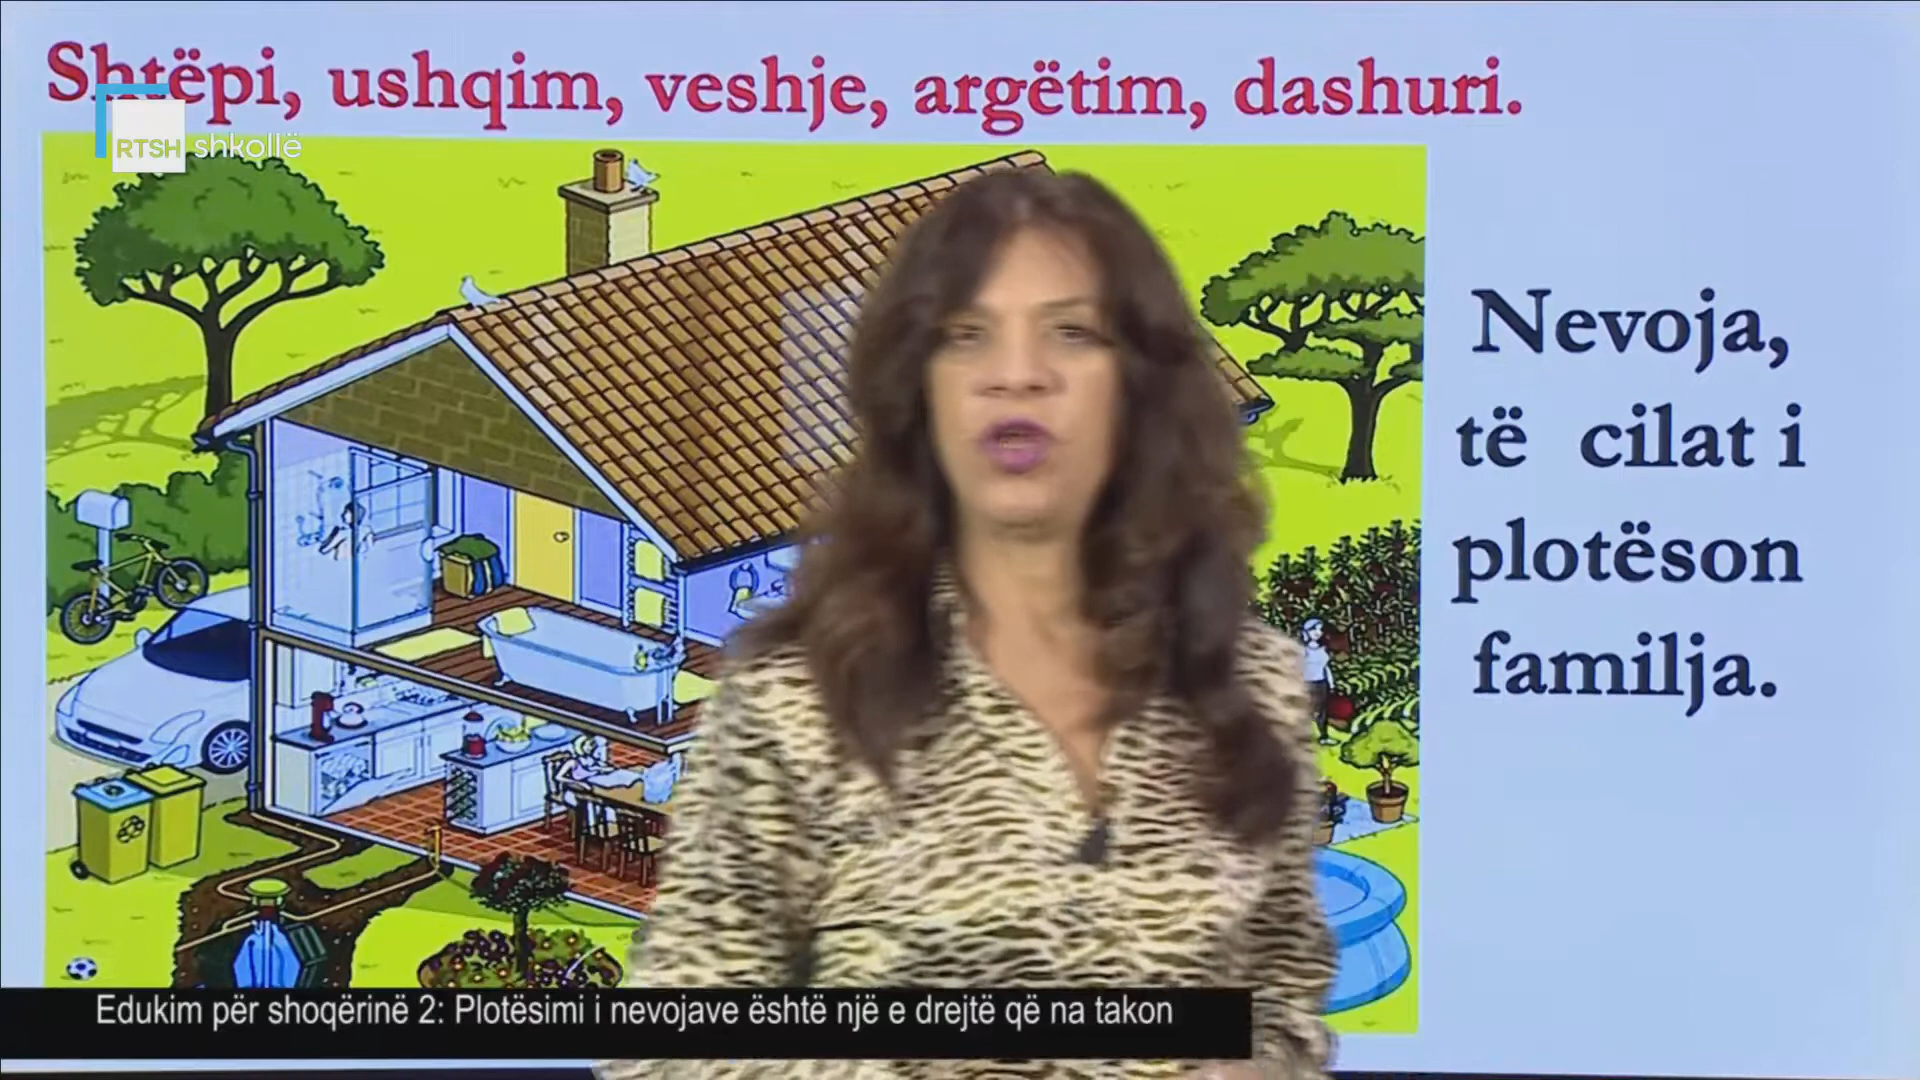 Shtëpi, ushqim, veshje, argëtim, dashuri.
RTSH shkollë
Nevoja,
të cilat i
plotëson
familja.
Edukim për shoqërinë 2: Plotësimi i nevojave është një e drejtë që na takon